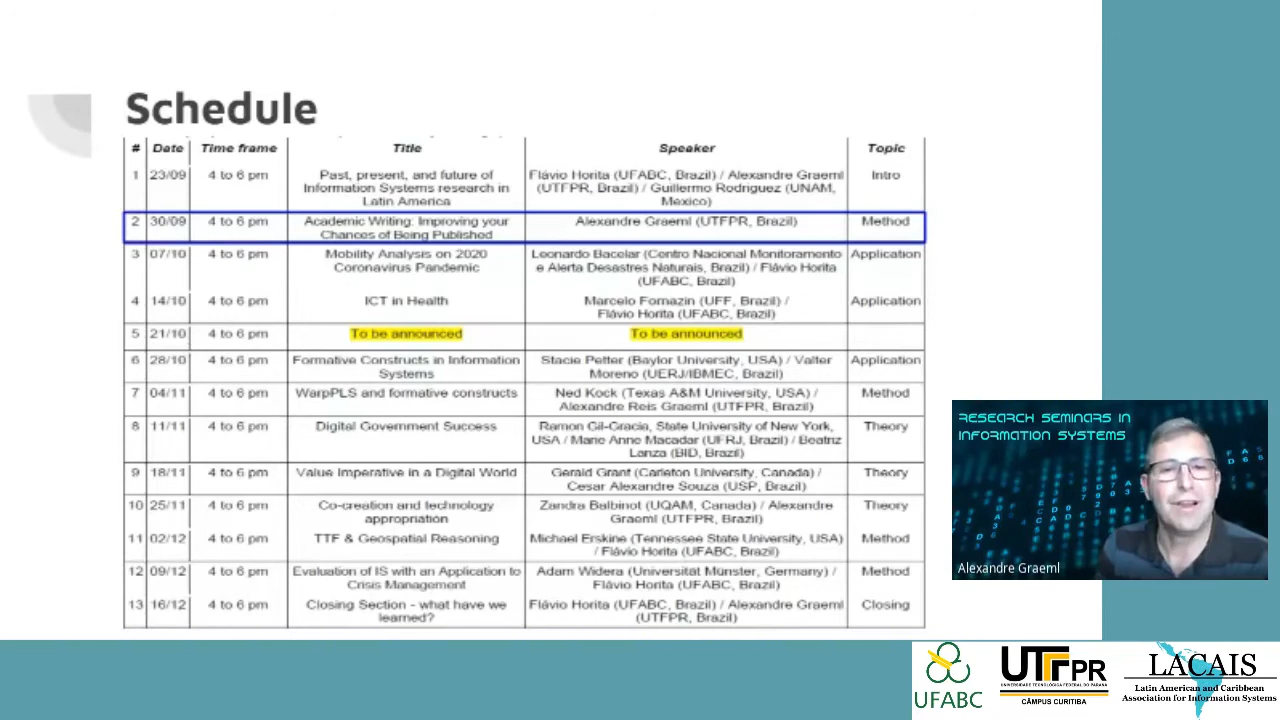 Schedule
# Date Time frame Title Speaker Topic
1 23/09 4 to 6 pm Past, present, and future of Information Systems research in Latin America Flávio Horita (UFABC, Brazil) / Alexandre Graeml (UTFPR, Brazil) / Guillermo Rodriguez (UNAM, Mexico) Intro
2 30/09 4 to 6 pm Academic Writing: Improving your Chances of Being Published Alexandre Graeml (UTFPR, Brazil) Method
3 07/10 4 to 6 pm Mobility Analysis on 2020 Coronavirus Pandemic Leonardo Bacelar (Centro Nacional Monitoramento e Alerta Desastres Naturais, Brazil) / Flávio Horita (UFABC, Brazil) Application
4 14/10 4 to 6 pm ICT in Health Marcelo Fornazin (UFF, Brazil) / Flávio Horita (UFABC, Brazil) Application
5 21/10 4 to 6 pm To be announced To be announced
6 28/10 4 to 6 pm Formative Constructs in Information Systems Stacie Petter (Baylor University, USA) / Valter Moreno (UERJ/IBMEC, Brazil) Application
7 04/11 4 to 6 pm WarpPLS and formative constructs Ned Kock (Texas A&M University, USA) / Alexandre Reis Graeml (UTFPR, Brazil) Method
8 11/11 4 to 6 pm Digital Government Success Ramon Gil-Gracia, State University of New York, USA / Marie Anne Macadar (UFRJ, Brazil) / Beatriz Lanza (BID, Brazil) Theory
9 18/11 4 to 6 pm Value Imperative in a Digital World Gerald Grant (Carleton University, Canada) / Cesar Alexandre Souza (USP, Brazil) Theory
10 25/11 4 to 6 pm Co-creation and technology appropriation Zandra Balbinot (UQAM, Canada) / Alexandre Graeml (UTFPR, Brazil) Theory
11 02/12 4 to 6 pm TTF & Geospatial Reasoning Michael Erskine (Tennessee State University, USA) / Flávio Horita (UFABC, Brazil) Method
12 09/12 4 to 6 pm Evaluation of IS with an Application to Crisis Management Adam Widera (Universität Münster, Germany) / Flávio Horita (UFABC, Brazil) Method
13 16/12 4 to 6 pm Closing Section - what have we learned? Flávio Horita (UFABC, Brazil) / Alexandre Graeml (UTFPR, Brazil) Closing
RESEARCH SEMINARS IN
INFORMATION SYSTEMS
Alexandre Graeml
UFABC
UTFPR
UNIVERSIDADE TECNOLÓGICA FEDERAL DO PARANÁ
CÂMPUS CURITIBA
LACAIS
Latin American and Caribbean
Association for Information Systems